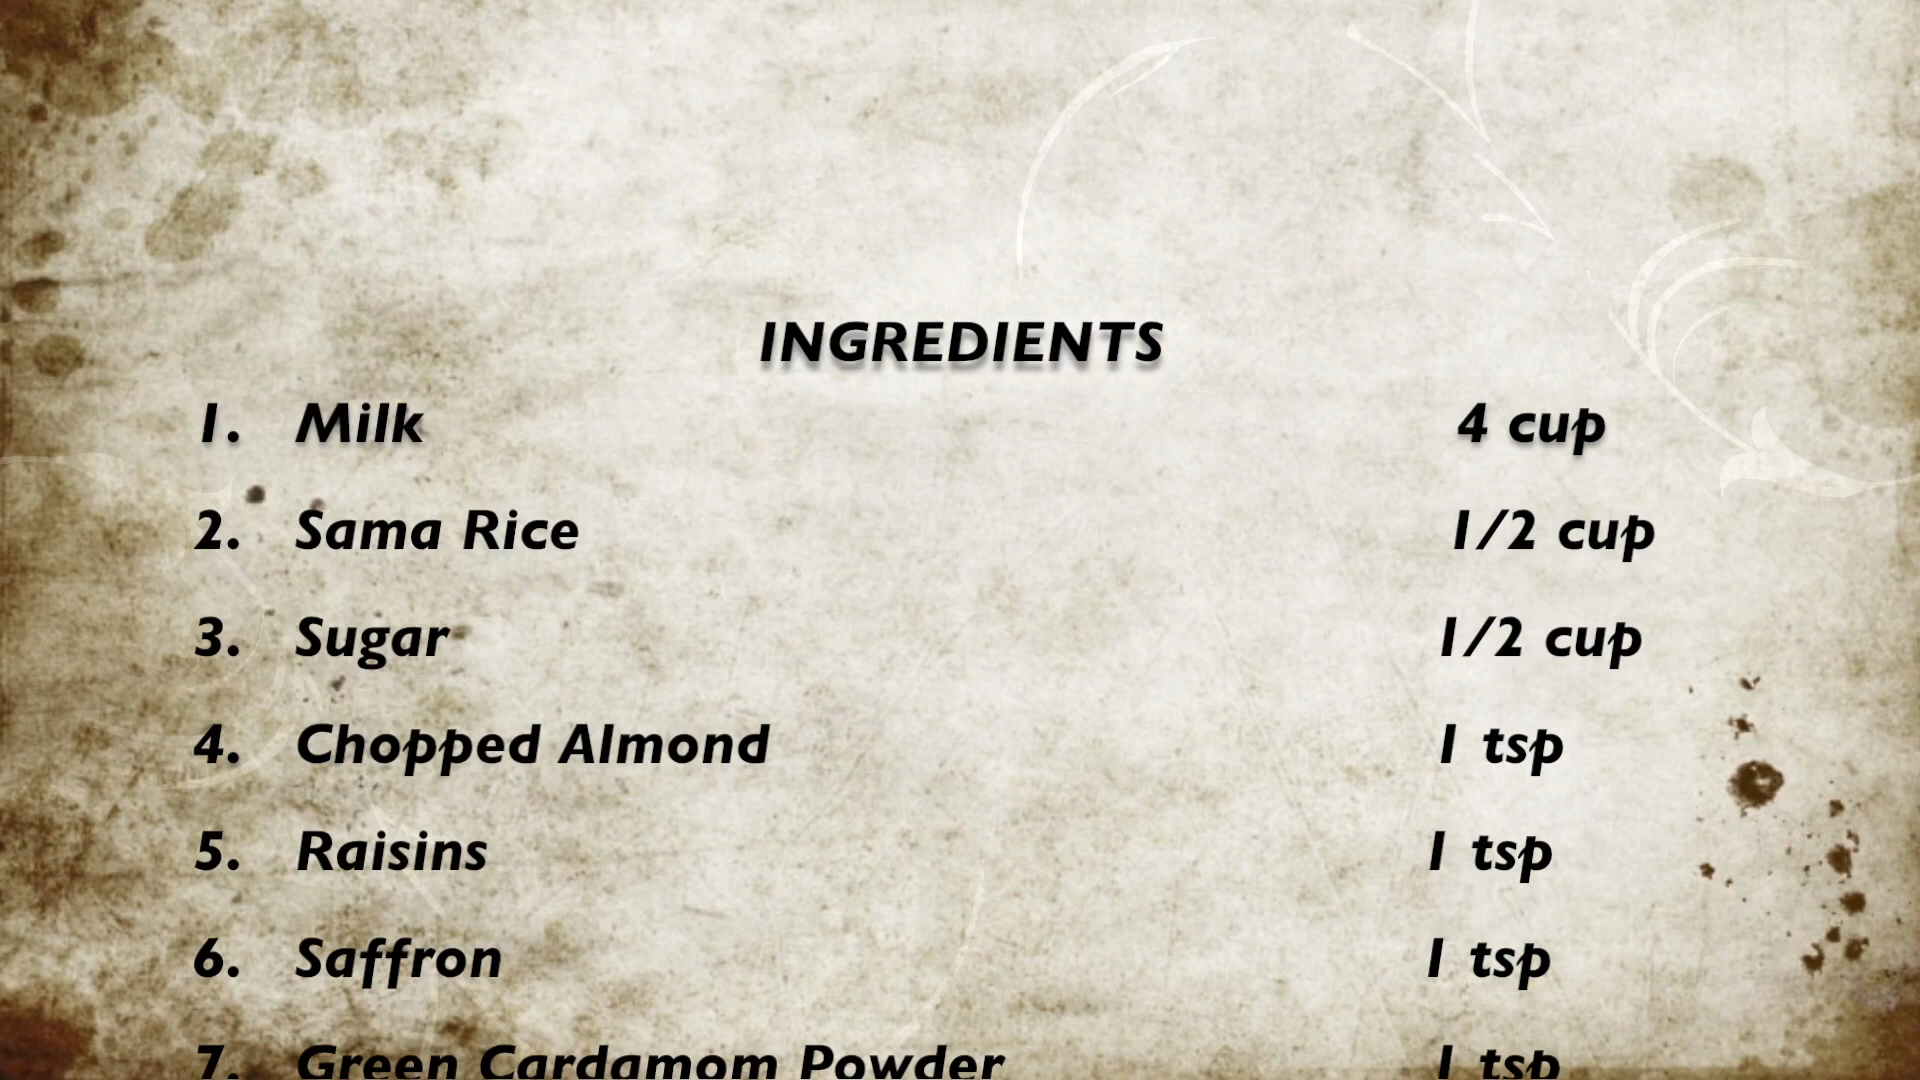 INGREDIENTS
1. Milk 4 cup
2. Sama Rice 1/2 cup
3. Sugar 1/2 cup
4. Chopped Almond 1 tsp
5. Raisins 1 tsp
6. Saffron 1 tsp
7. Green Cardamom Powder 1 tsp